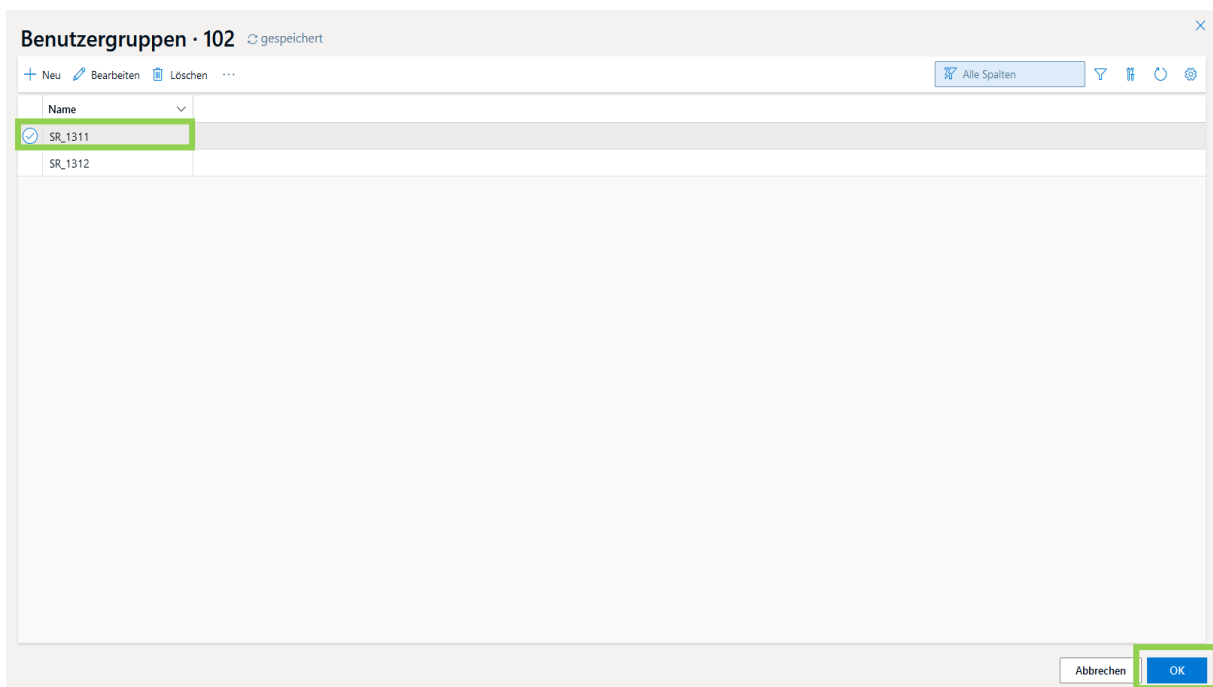 Benutzergruppen · 102 gespeichert
Neu Bearbeiten Löschen ··· Alle Spalten
Name
SR_1311
SR_1312
Abbrechen OK